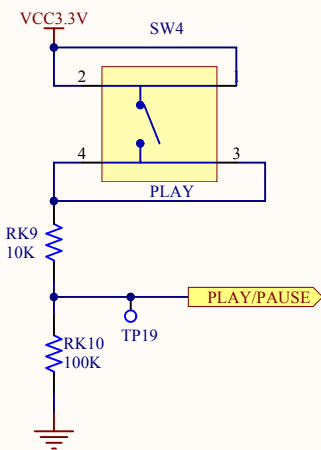 VCC3.3V
SW4
2
1
4
3
PLAY
RK9
10K
PLAY/PAUSE
TP19
RK10
100K